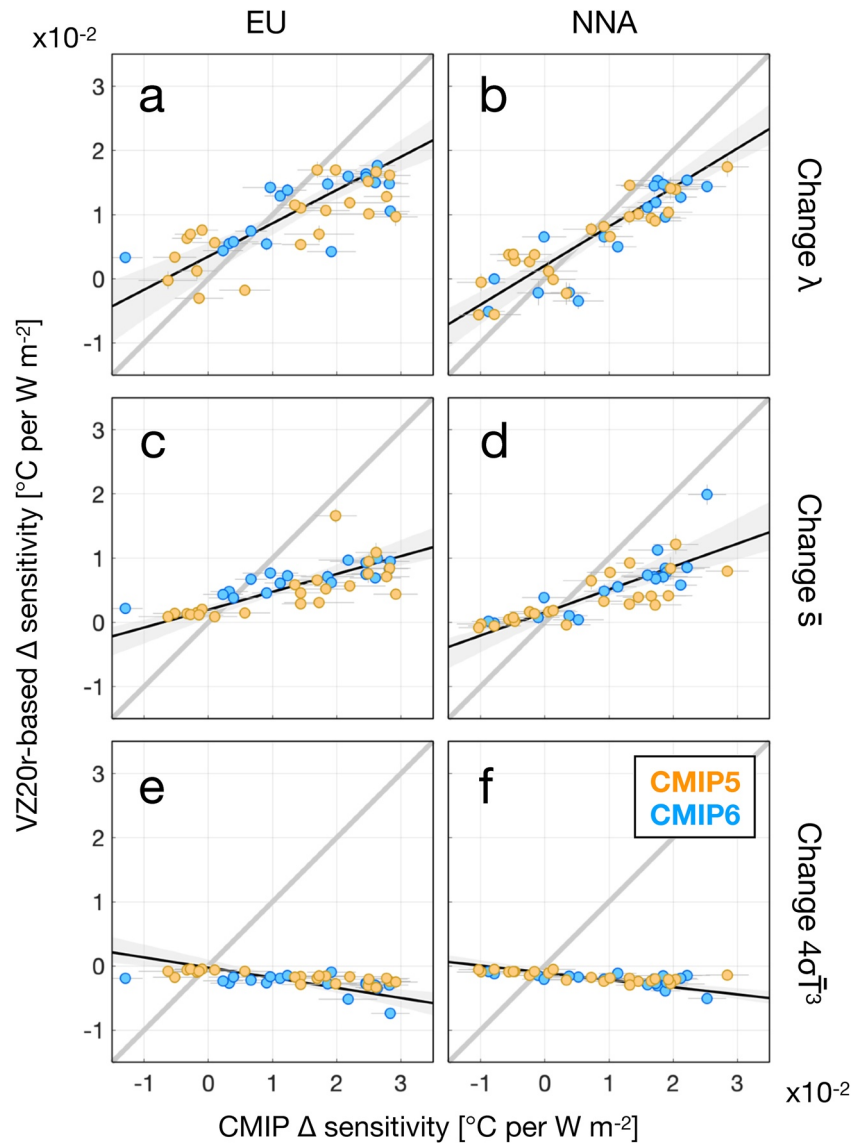 EU NNA
x10-2
a b
3
2
1
0
-1
Change λ
c d
3
2
1
0
-1
Change s̄
e f
3
2
1
0
-1
CMIP5
CMIP6
Change 4σT̄3
-1 0 1 2 3 -1 0 1 2 3
x10-2
VZ20r-based Δ sensitivity [°C per W m-2]
CMIP Δ sensitivity [°C per W m-2]